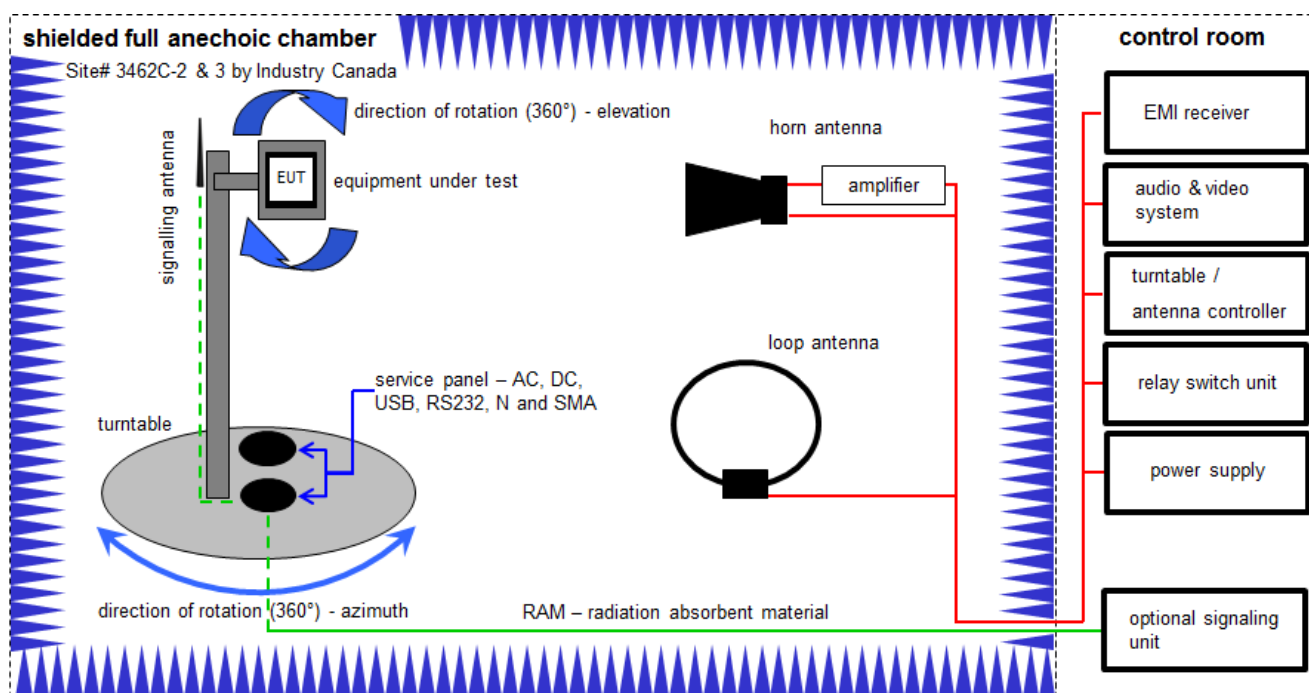 shielded full anechoic chamber
Site# 3462C-2 & 3 by Industry Canada
direction of rotation (360°) - elevation
signalling antenna
EUT
equipment under test
horn antenna
amplifier
loop antenna
service panel – AC, DC,
USB, RS232, N and SMA
turntable
direction of rotation (360°) - azimuth
RAM – radiation absorbent material
control room
EMI receiver
audio & video
system
turntable /
antenna controller
relay switch unit
power supply
optional signaling
unit